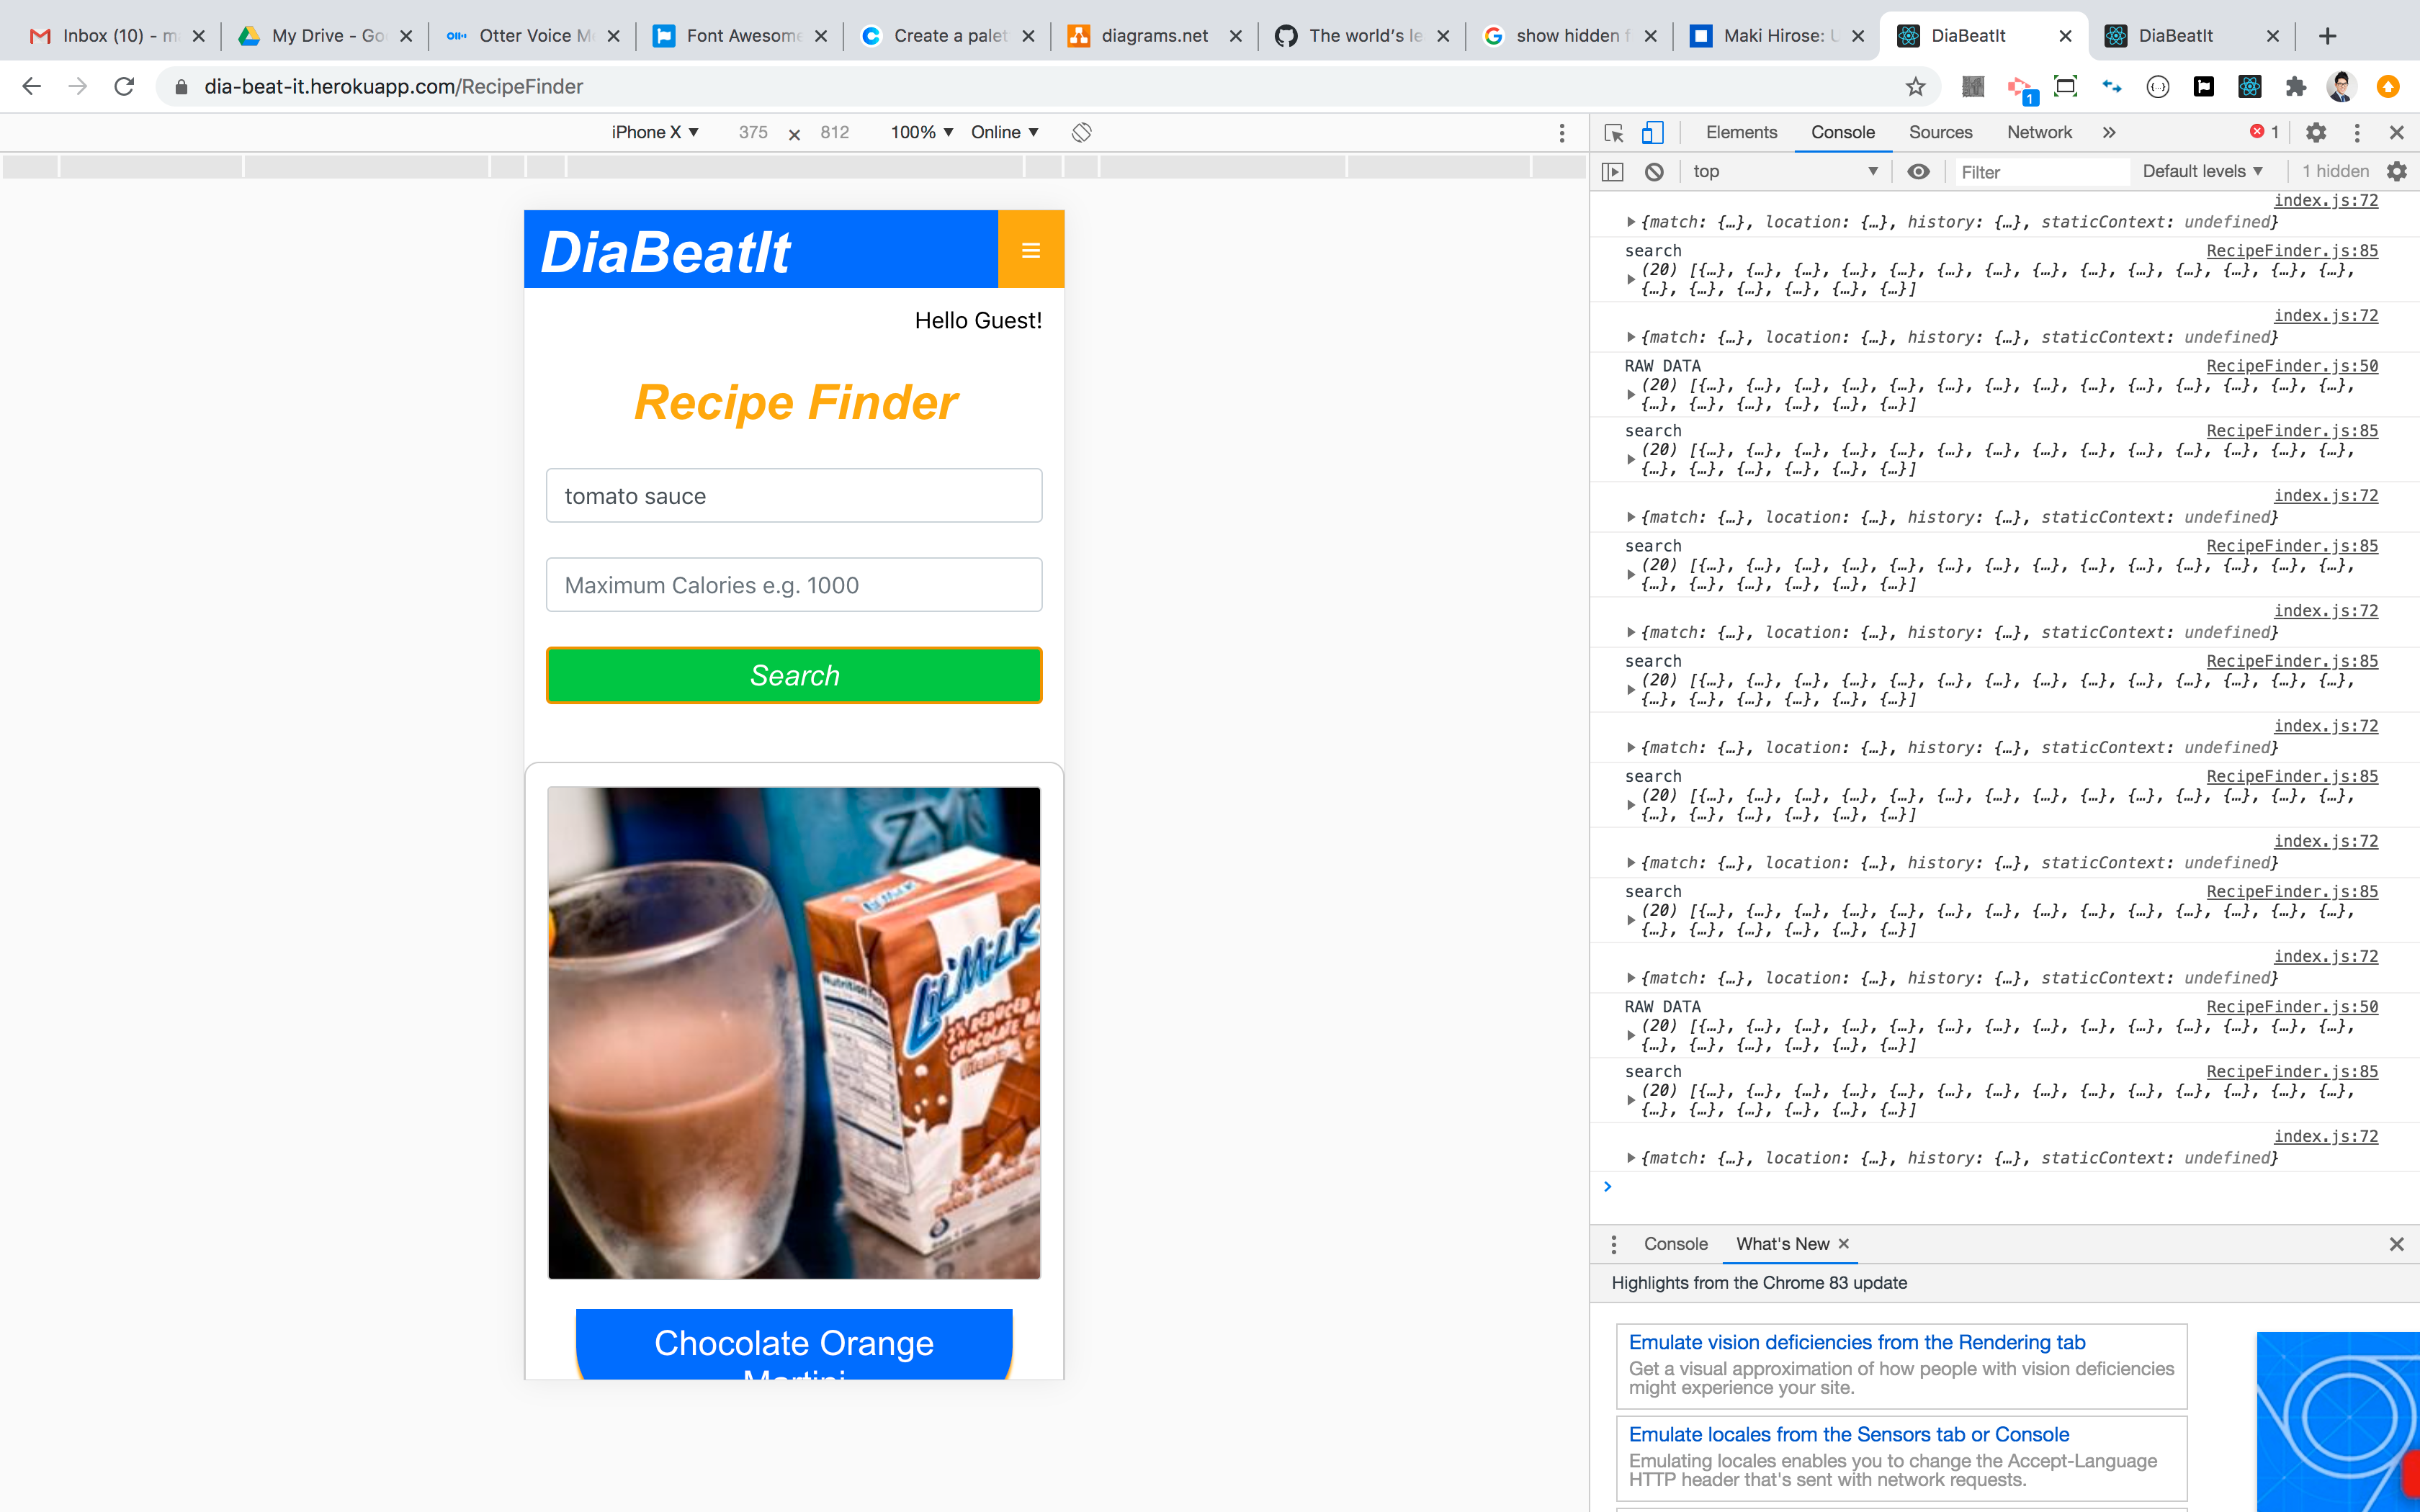 Inbox (10) - m
My Drive - Go
Otter Voice M
Font Awesome
Create a palet
diagrams.net
The world's le
show hidden f
Maki Hirose: U
DiaBeatIt
DiaBeatIt
dia-beat-it.herokuapp.com/RecipeFinder
1
iPhone X ▼ 375 × 812 100% ▼ Online ▼
DiaBeatIt
Hello Guest!
Recipe Finder
tomato sauce
Maximum Calories e.g. 1000
Search
ZY
Lil'Milk
Lil'MiLK
Nutrition Facts
2% REDUCED
CHOCOLATE
Chocolate Orange
Martini
Elements Console Sources Network » 1
top ▼ Filter Default levels ▼ 1 hidden
index.js:72
{match: {…}, location: {…}, history: {…}, staticContext: undefined}
search RecipeFinder.js:85
(20) [{…}, {…}, {…}, {…}, {…}, {…}, {…}, {…}, {…}, {…}, {…}, {…}, {…}, {…},
{…}, {…}, {…}, {…}, {…}, {…}]
index.js:72
{match: {…}, location: {…}, history: {…}, staticContext: undefined}
RAW DATA RecipeFinder.js:50
(20) [{…}, {…}, {…}, {…}, {…}, {…}, {…}, {…}, {…}, {…}, {…}, {…}, {…}, {…},
{…}, {…}, {…}, {…}, {…}, {…}]
search RecipeFinder.js:85
(20) [{…}, {…}, {…}, {…}, {…}, {…}, {…}, {…}, {…}, {…}, {…}, {…}, {…}, {…},
{…}, {…}, {…}, {…}, {…}, {…}]
index.js:72
{match: {…}, location: {…}, history: {…}, staticContext: undefined}
search RecipeFinder.js:85
(20) [{…}, {…}, {…}, {…}, {…}, {…}, {…}, {…}, {…}, {…}, {…}, {…}, {…}, {…},
{…}, {…}, {…}, {…}, {…}, {…}]
index.js:72
{match: {…}, location: {…}, history: {…}, staticContext: undefined}
search RecipeFinder.js:85
(20) [{…}, {…}, {…}, {…}, {…}, {…}, {…}, {…}, {…}, {…}, {…}, {…}, {…}, {…},
{…}, {…}, {…}, {…}, {…}, {…}]
index.js:72
{match: {…}, location: {…}, history: {…}, staticContext: undefined}
search RecipeFinder.js:85
(20) [{…}, {…}, {…}, {…}, {…}, {…}, {…}, {…}, {…}, {…}, {…}, {…}, {…}, {…},
{…}, {…}, {…}, {…}, {…}, {…}]
index.js:72
{match: {…}, location: {…}, history: {…}, staticContext: undefined}
search RecipeFinder.js:85
(20) [{…}, {…}, {…}, {…}, {…}, {…}, {…}, {…}, {…}, {…}, {…}, {…}, {…}, {…},
{…}, {…}, {…}, {…}, {…}, {…}]
index.js:72
{match: {…}, location: {…}, history: {…}, staticContext: undefined}
RAW DATA RecipeFinder.js:50
(20) [{…}, {…}, {…}, {…}, {…}, {…}, {…}, {…}, {…}, {…}, {…}, {…}, {…}, {…},
{…}, {…}, {…}, {…}, {…}, {…}]
search RecipeFinder.js:85
(20) [{…}, {…}, {…}, {…}, {…}, {…}, {…}, {…}, {…}, {…}, {…}, {…}, {…}, {…},
{…}, {…}, {…}, {…}, {…}, {…}]
index.js:72
{match: {…}, location: {…}, history: {…}, staticContext: undefined}
Console What's New
Highlights from the Chrome 83 update
Emulate vision deficiencies from the Rendering tab
Get a visual approximation of how people with vision deficiencies
might experience your site.
Emulate locales from the Sensors tab or Console
Emulating locales enables you to change the Accept-Language
HTTP header that's sent with network requests.